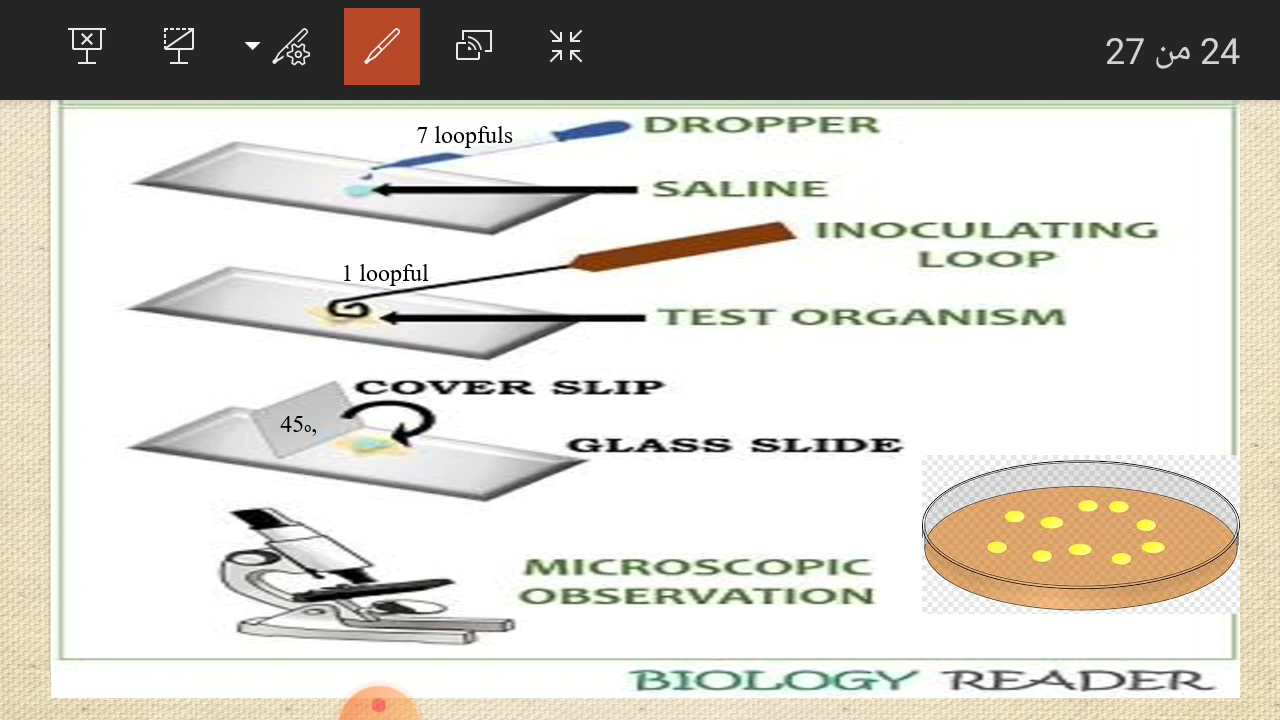 24 من 27
7 loopfuls
DROPPER
SALINE
INOCULATING
LOOP
1 loopful
TEST ORGANISM
COVER SLIP
45o,
GLASS SLIDE
MICROSCOPIC
OBSERVATION
BIOLOGY READER